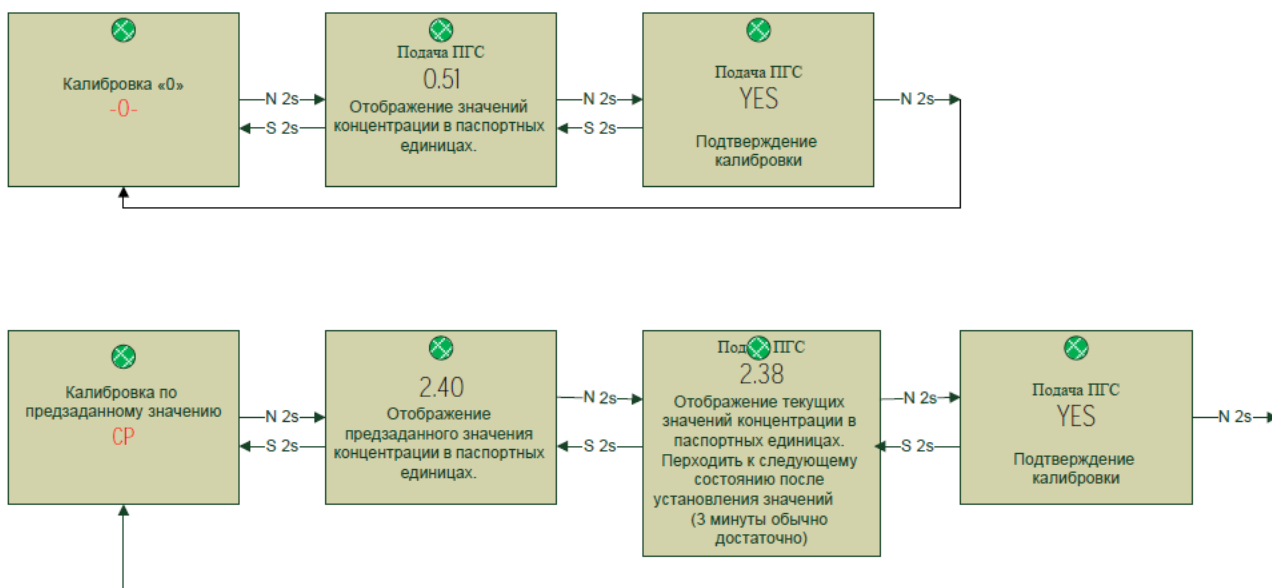 Калибровка «0»
-0-
N 2s
S 2s
Подача ПГС
0.51
Отображение значений
концентрации в паспортных
единицах.
N 2s
S 2s
Подача ПГС
YES
Подтверждение
калибровки
N 2s
Калибровка по
предзаданному значению
CP
N 2s
S 2s
2.40
Отображение
предзаданного значения
концентрации в паспортных
единицах.
N 2s
S 2s
Подача ПГС
2.38
Отображение текущих
значений концентрации в
паспортных единицах.
Перходить к следующему
состоянию после
установления значений
(3 минуты обычно
достаточно)
N 2s
S 2s
Подача ПГС
YES
Подтверждение
калибровки
N 2s